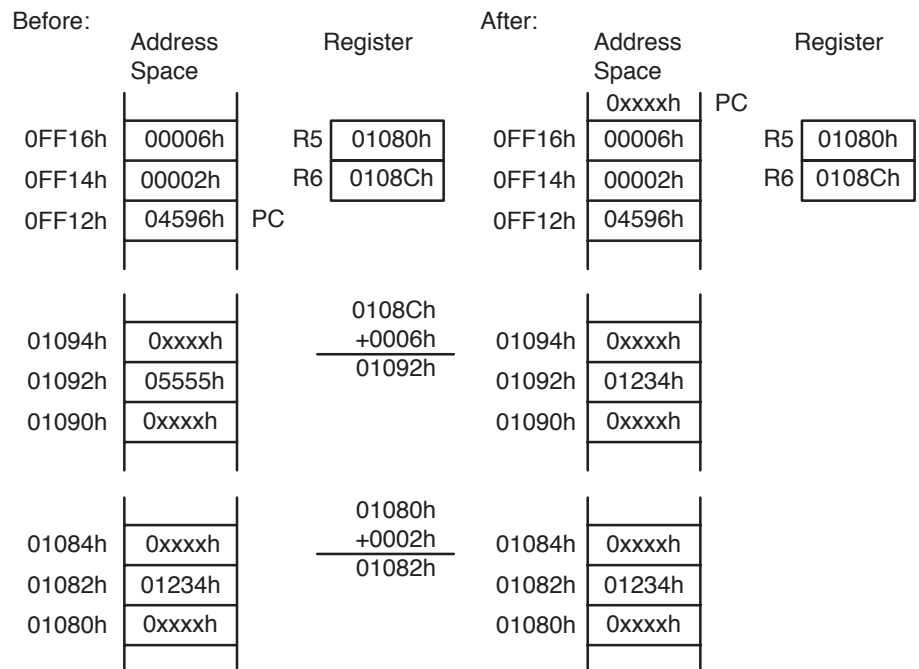 Before:
Address Space
Register
0FF16h 00006h R5 01080h
0FF14h 00002h R6 0108Ch
0FF12h 04596h PC
01094h 0xxxxh
01092h 05555h
01090h 0xxxxh
0108Ch
+0006h
01092h
01084h 0xxxxh
01082h 01234h
01080h 0xxxxh
01080h
+0002h
01082h
After:
Address Space
Register
0xxxxh PC
0FF16h 00006h R5 01080h
0FF14h 00002h R6 0108Ch
0FF12h 04596h
01094h 0xxxxh
01092h 01234h
01090h 0xxxxh
01084h 0xxxxh
01082h 01234h
01080h 0xxxxh